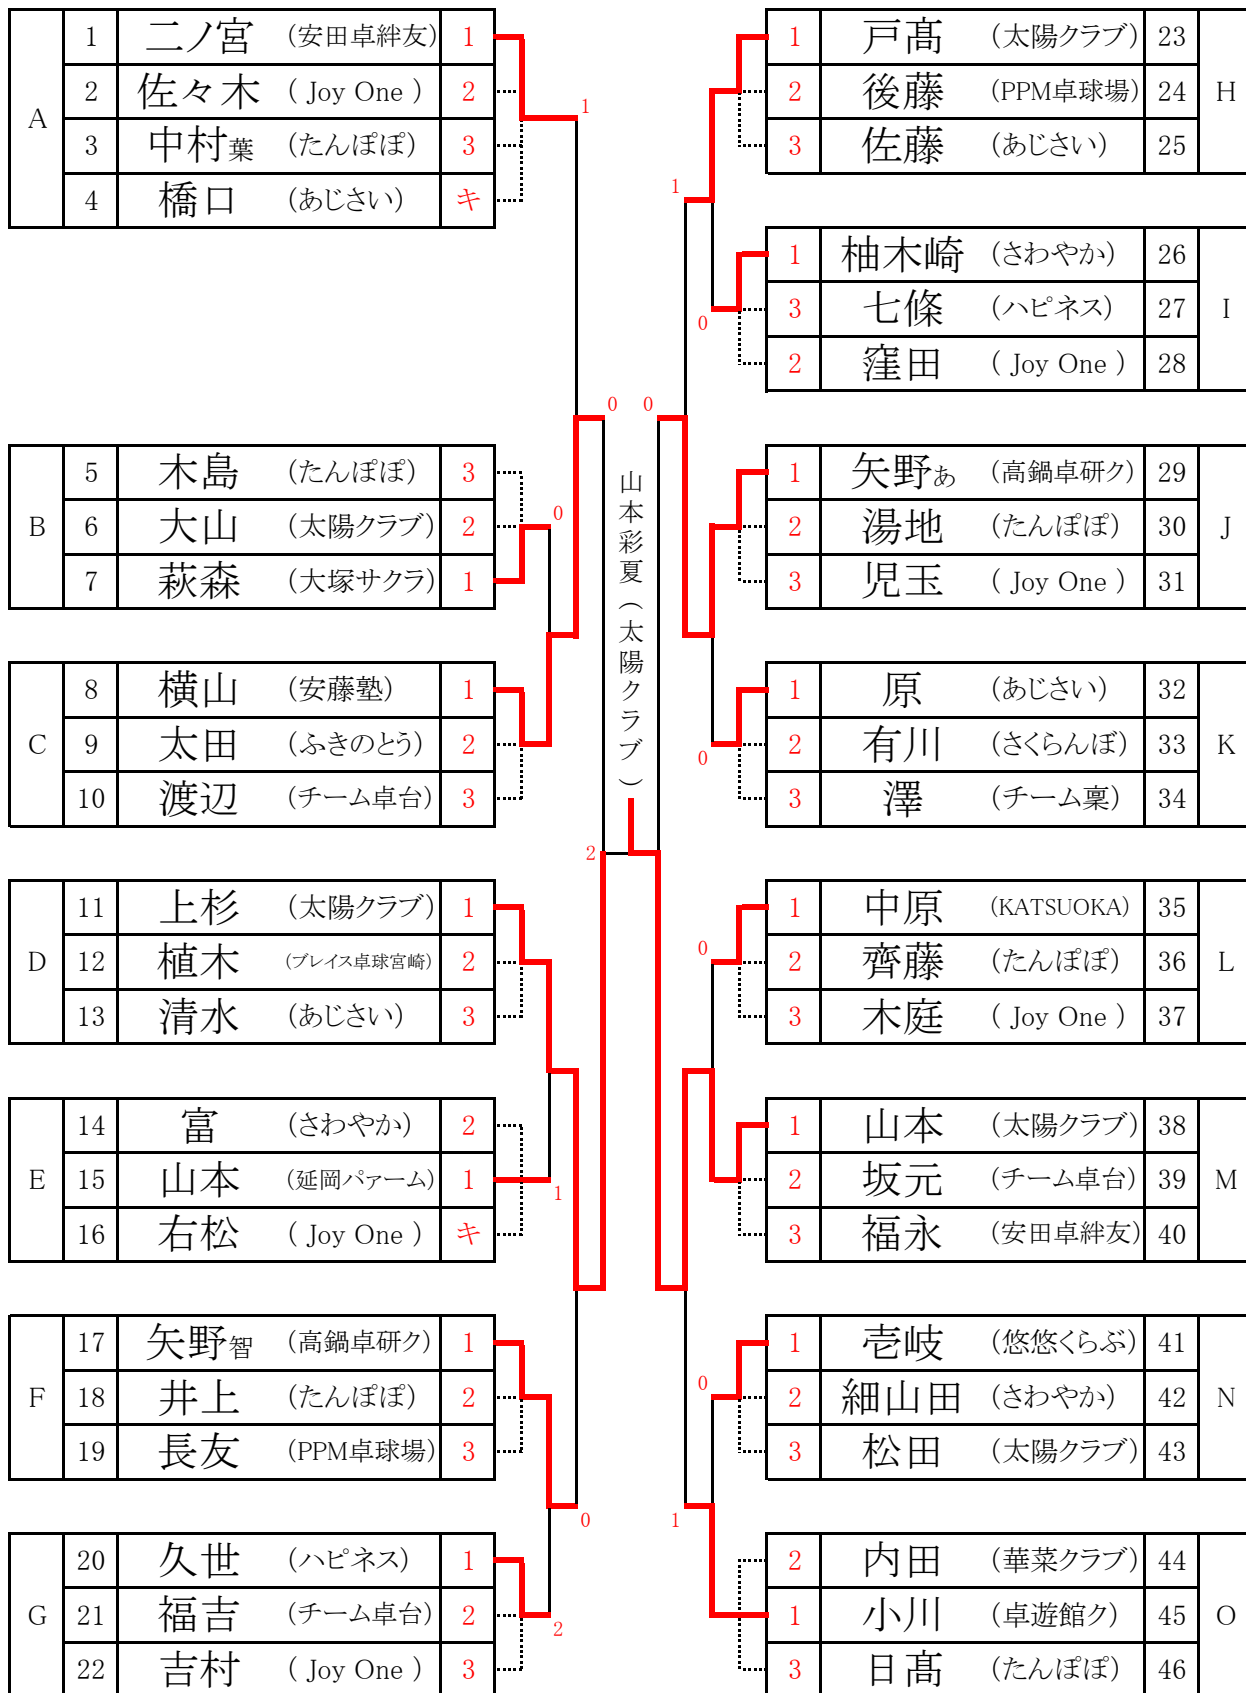 A
1 二ノ宮 (安田卓絆友) 1
2 佐々木 ( Joy One ) 2
3 中村葉 (たんぽぽ) 3
4 橋口 (あじさい) キ
1
B
5 木島 (たんぽぽ) 3
6 大山 (太陽クラブ) 2
7 萩森 (大塚サクラ) 1
0
0
C
8 横山 (安藤塾) 1
9 太田 (ふきのとう) 2
10 渡辺 (チーム卓台) 3
2
D
11 上杉 (太陽クラブ) 1
12 植木 (ブレイス卓球宮崎) 2
13 清水 (あじさい) 3
E
14 富 (さわやか) 2
15 山本 (延岡パァーム) 1
16 右松 ( Joy One ) キ
1
F
17 矢野智 (高鍋卓研ク) 1
18 井上 (たんぽぽ) 2
19 長友 (PPM卓球場) 3
0
G
20 久世 (ハピネス) 1
21 福吉 (チーム卓台) 2
22 吉村 ( Joy One ) 3
2
山本彩夏(太陽クラブ)
1 戸髙 (太陽クラブ) 23
2 後藤 (PPM卓球場) 24
3 佐藤 (あじさい) 25
H
1
1 柚木崎 (さわやか) 26
3 七條 (ハピネス) 27
2 窪田 ( Joy One ) 28
I
0
0
1 矢野あ (高鍋卓研ク) 29
2 湯地 (たんぽぽ) 30
3 児玉 ( Joy One ) 31
J
1 原 (あじさい) 32
2 有川 (さくらんぼ) 33
3 澤 (チーム稟) 34
K
0
1 中原 (KATSUOKA) 35
2 齊藤 (たんぽぽ) 36
3 木庭 ( Joy One ) 37
L
0
1 山本 (太陽クラブ) 38
2 坂元 (チーム卓台) 39
3 福永 (安田卓絆友) 40
M
1 壱岐 (悠悠くらぶ) 41
2 細山田 (さわやか) 42
3 松田 (太陽クラブ) 43
N
0
1
2 内田 (華菜クラブ) 44
1 小川 (卓遊館ク) 45
3 日髙 (たんぽぽ) 46
O